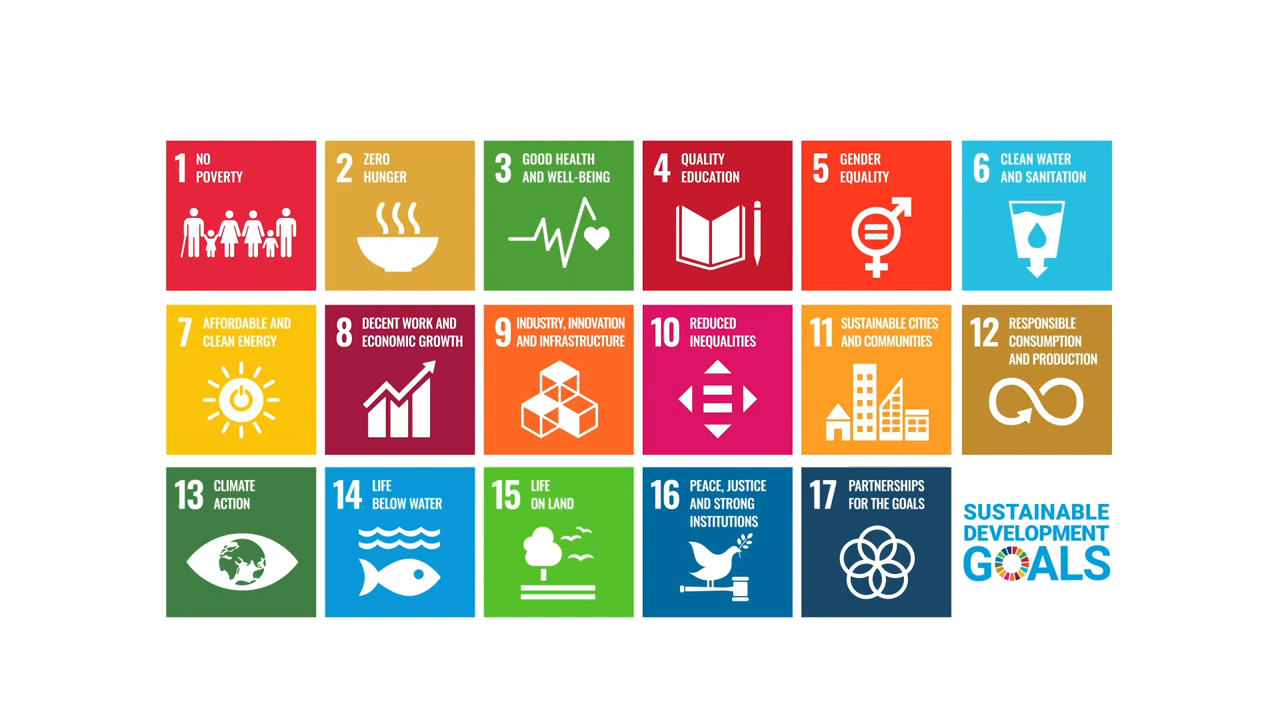 1 NO
POVERTY
2 ZERO
HUNGER
3 GOOD HEALTH
AND WELL-BEING
4 QUALITY
EDUCATION
5 GENDER
EQUALITY
6 CLEAN WATER
AND SANITATION
7 AFFORDABLE AND
CLEAN ENERGY
8 DECENT WORK AND
ECONOMIC GROWTH
9 INDUSTRY, INNOVATION
AND INFRASTRUCTURE
10 REDUCED
INEQUALITIES
11 SUSTAINABLE CITIES
AND COMMUNITIES
12 RESPONSIBLE
CONSUMPTION
AND PRODUCTION
13 CLIMATE
ACTION
14 LIFE
BELOW WATER
15 LIFE
ON LAND
16 PEACE, JUSTICE
AND STRONG
INSTITUTIONS
17 PARTNERSHIPS
FOR THE GOALS
SUSTAINABLE
DEVELOPMENT
GOALS